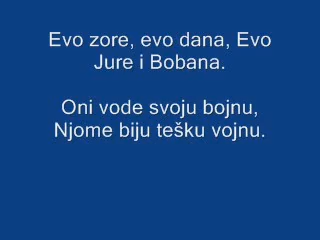 Evo zore, evo dana, Evo
Jure i Bobana.
Oni vode svoju bojnu,
Njome biju tešku vojnu.